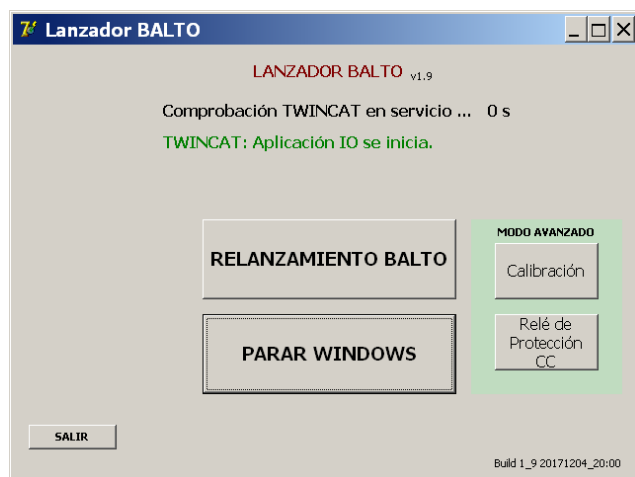 Lanzador BALTO
LANZADOR BALTO v1.9
Comprobación TWINCAT en servicio ... 0 s
TWINCAT: Aplicación IO se inicia.
RELANZAMIENTO BALTO
PARAR WINDOWS
MODO AVANZADO
Calibración
Relé de
Protección
CC
SALIR
Build 1_9 20171204_20:00